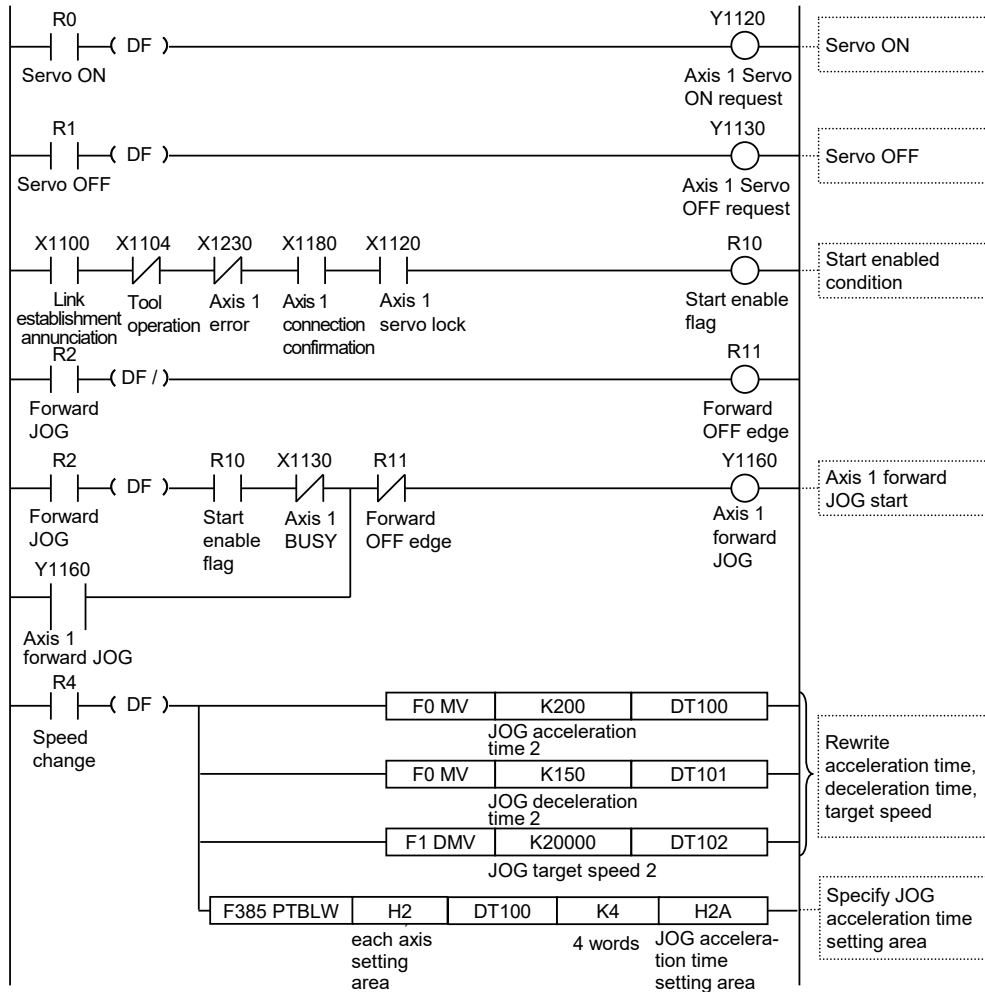 R0
Y1120
( DF )
Servo ON
Servo ON
Axis 1 Servo
ON request
R1
Y1130
( DF )
Servo OFF
Servo OFF
Axis 1 Servo
OFF request
X1100 X1104 X1230 X1180 X1120
R10
Start enabled
condition
Link
establishment
annunciation
Tool
operation
Axis 1
error
Axis 1
connection
confirmation
Axis 1
servo lock
Start enable
flag
R2
R11
( DF / )
Forward
JOG
Forward
OFF edge
R2
R10 X1130 R11
Y1160
( DF )
Axis 1 forward
JOG start
Forward
JOG
Start
enable
flag
Axis 1
BUSY
Forward
OFF edge
Axis 1
forward
JOG
Y1160
Axis 1
forward JOG
R4
( DF )
Speed
change
F0 MV K200 DT100
JOG acceleration
time 2
F0 MV K150 DT101
JOG deceleration
time 2
F1 DMV K20000 DT102
JOG target speed 2
Rewrite
acceleration time,
deceleration time,
target speed
F385 PTBLW H2 DT100 K4 H2A
each axis
setting
area
4 words
JOG accelera-
tion time
setting area
Specify JOG
acceleration time
setting area